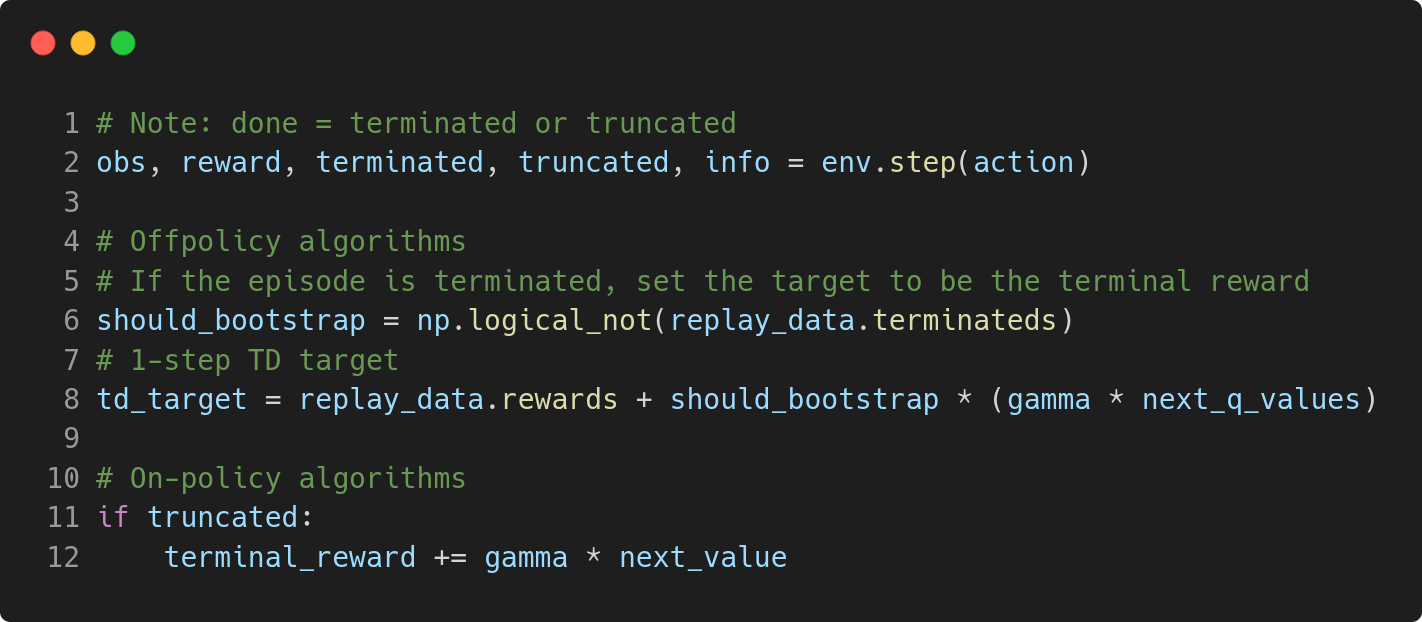 1 # Note: done = terminated or truncated
2 obs, reward, terminated, truncated, info = env.step(action)
3
4 # Offpolicy algorithms
5 # If the episode is terminated, set the target to be the terminal reward
6 should_bootstrap = np.logical_not(replay_data.terminateds)
7 # 1-step TD target
8 td_target = replay_data.rewards + should_bootstrap * (gamma * next_q_values)
9
10 # On-policy algorithms
11 if truncated:
12     terminal_reward += gamma * next_value